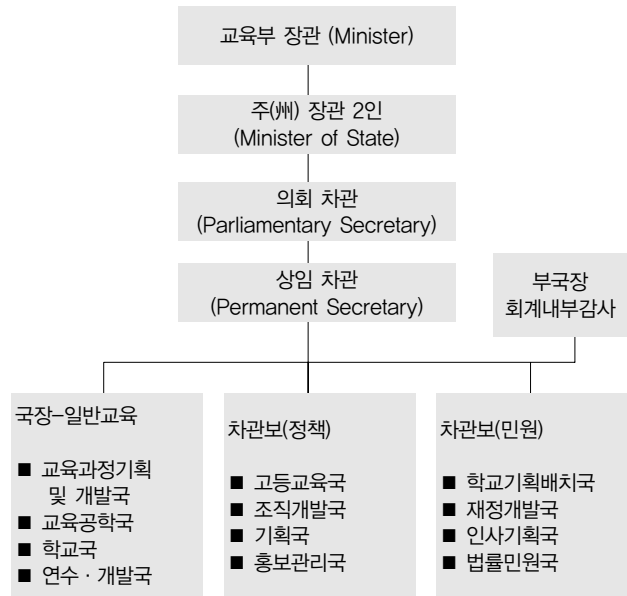 교육부 장관 (Minister)
주(州) 장관 2인
(Minister of State)
의회 차관
(Parliamentary Secretary)
상임 차관
(Permanent Secretary)
부국장
회계내부감사
국장-일반교육
■ 교육과정기획
및 개발국
■ 교육공학국
■ 학교국
■ 연수 · 개발국
차관보(정책)
■ 고등교육국
■ 조직개발국
■ 기획국
■ 홍보관리국
차관보(민원)
■ 학교기획배치국
■ 재정개발국
■ 인사기획국
■ 법률민원국